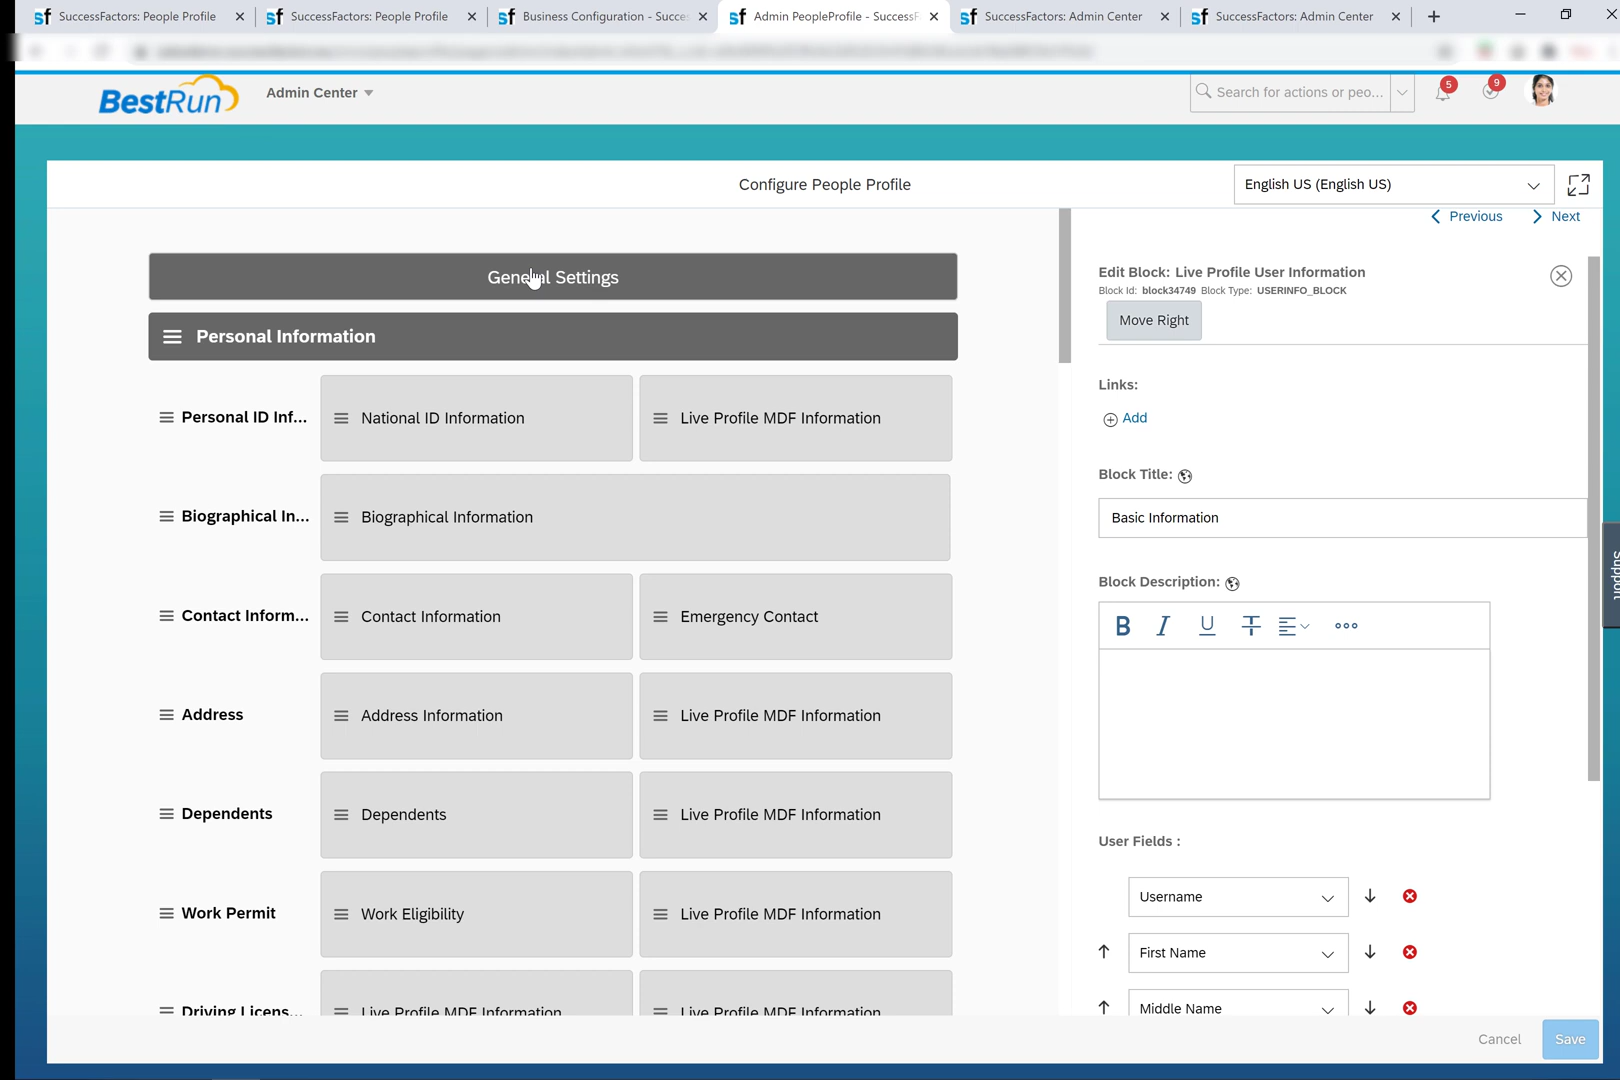 SuccessFactors: People Profile
SuccessFactors: People Profile
Business Configuration - Succes
Admin PeopleProfile - SuccessF
SuccessFactors: Admin Center
SuccessFactors: Admin Center
BestRun
Admin Center
Search for actions or peo...
5
9
Configure People Profile
English US (English US)
Previous
Next
General Settings
Personal Information
Personal ID Inf...
National ID Information
Live Profile MDF Information
Biographical In...
Biographical Information
Contact Inform...
Contact Information
Emergency Contact
Address
Address Information
Live Profile MDF Information
Dependents
Dependents
Live Profile MDF Information
Work Permit
Work Eligibility
Live Profile MDF Information
Driving Licens...
Live Profile MDF Information
Live Profile MDF Information
Edit Block: Live Profile User Information
Block Id: block34749 Block Type: USERINFO_BLOCK
Move Right
Links:
Add
Block Title:
Basic Information
Block Description:
B I U T
User Fields :
Username
First Name
Middle Name
Support
Cancel
Save